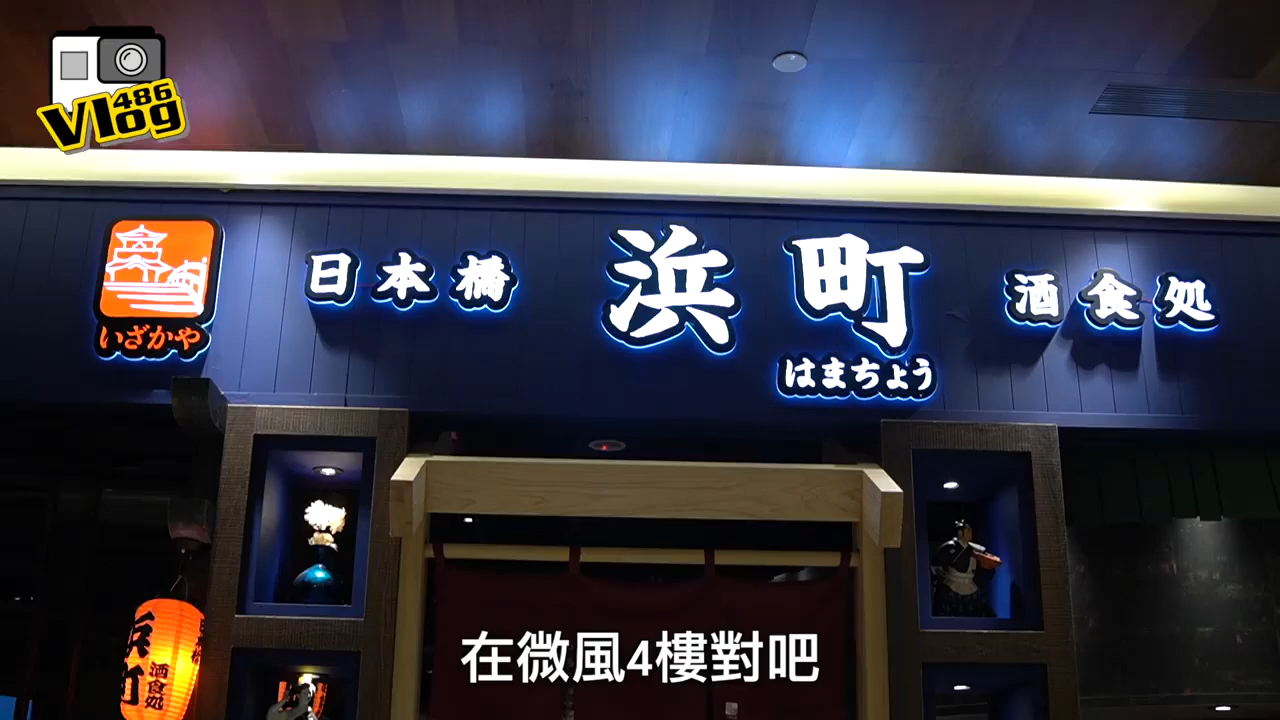 Vlog 486
日本橋 浜町 酒食処
いざかや
はまちょう
浜町
酒食処
在微風4樓對吧